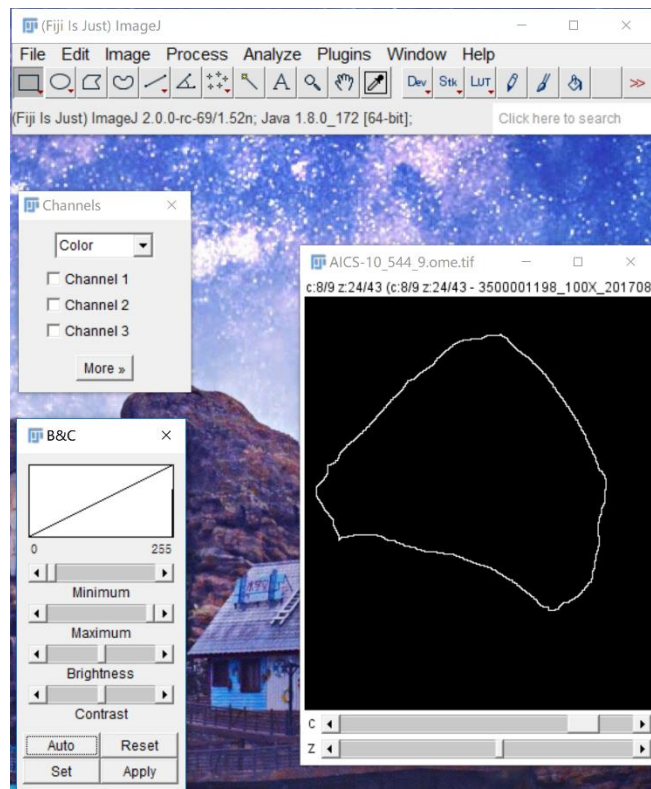 (Fiji Is Just) ImageJ
File Edit Image Process Analyze Plugins Window Help
A Dev Stk LUT >>
(Fiji Is Just) ImageJ 2.0.0-rc-69/1.52n; Java 1.8.0_172 [64-bit]; Click here to search
Channels
Color
Channel 1
Channel 2
Channel 3
More »
AICS-10_544_9.ome.tif
c:8/9 z:24/43 (c:8/9 z:24/43 - 3500001198_100X_201708
C
Z
B&C
0 255
Minimum
Maximum
Brightness
Contrast
Auto Reset
Set Apply